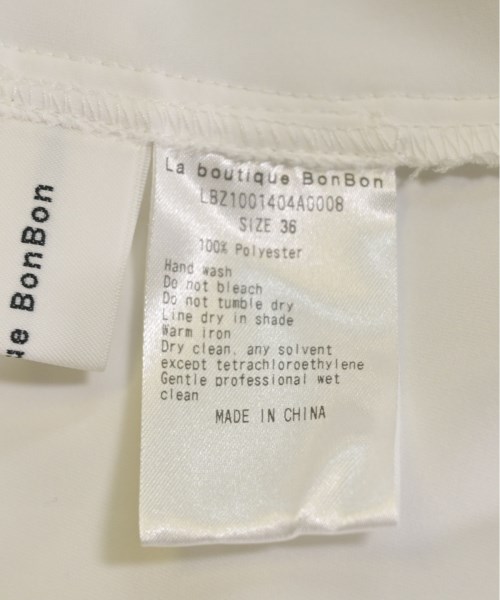 ue BonBon
La boutique BonBon
LBZ1001404AG008
SIZE 36
100% Polyester
Hand wash
Do not bleach
Do not tumble dry
Line dry in shade
Warm iron
Dry clean, any solvent
except tetrachloroethylene
Gentle professional wet
clean
MADE IN CHINA